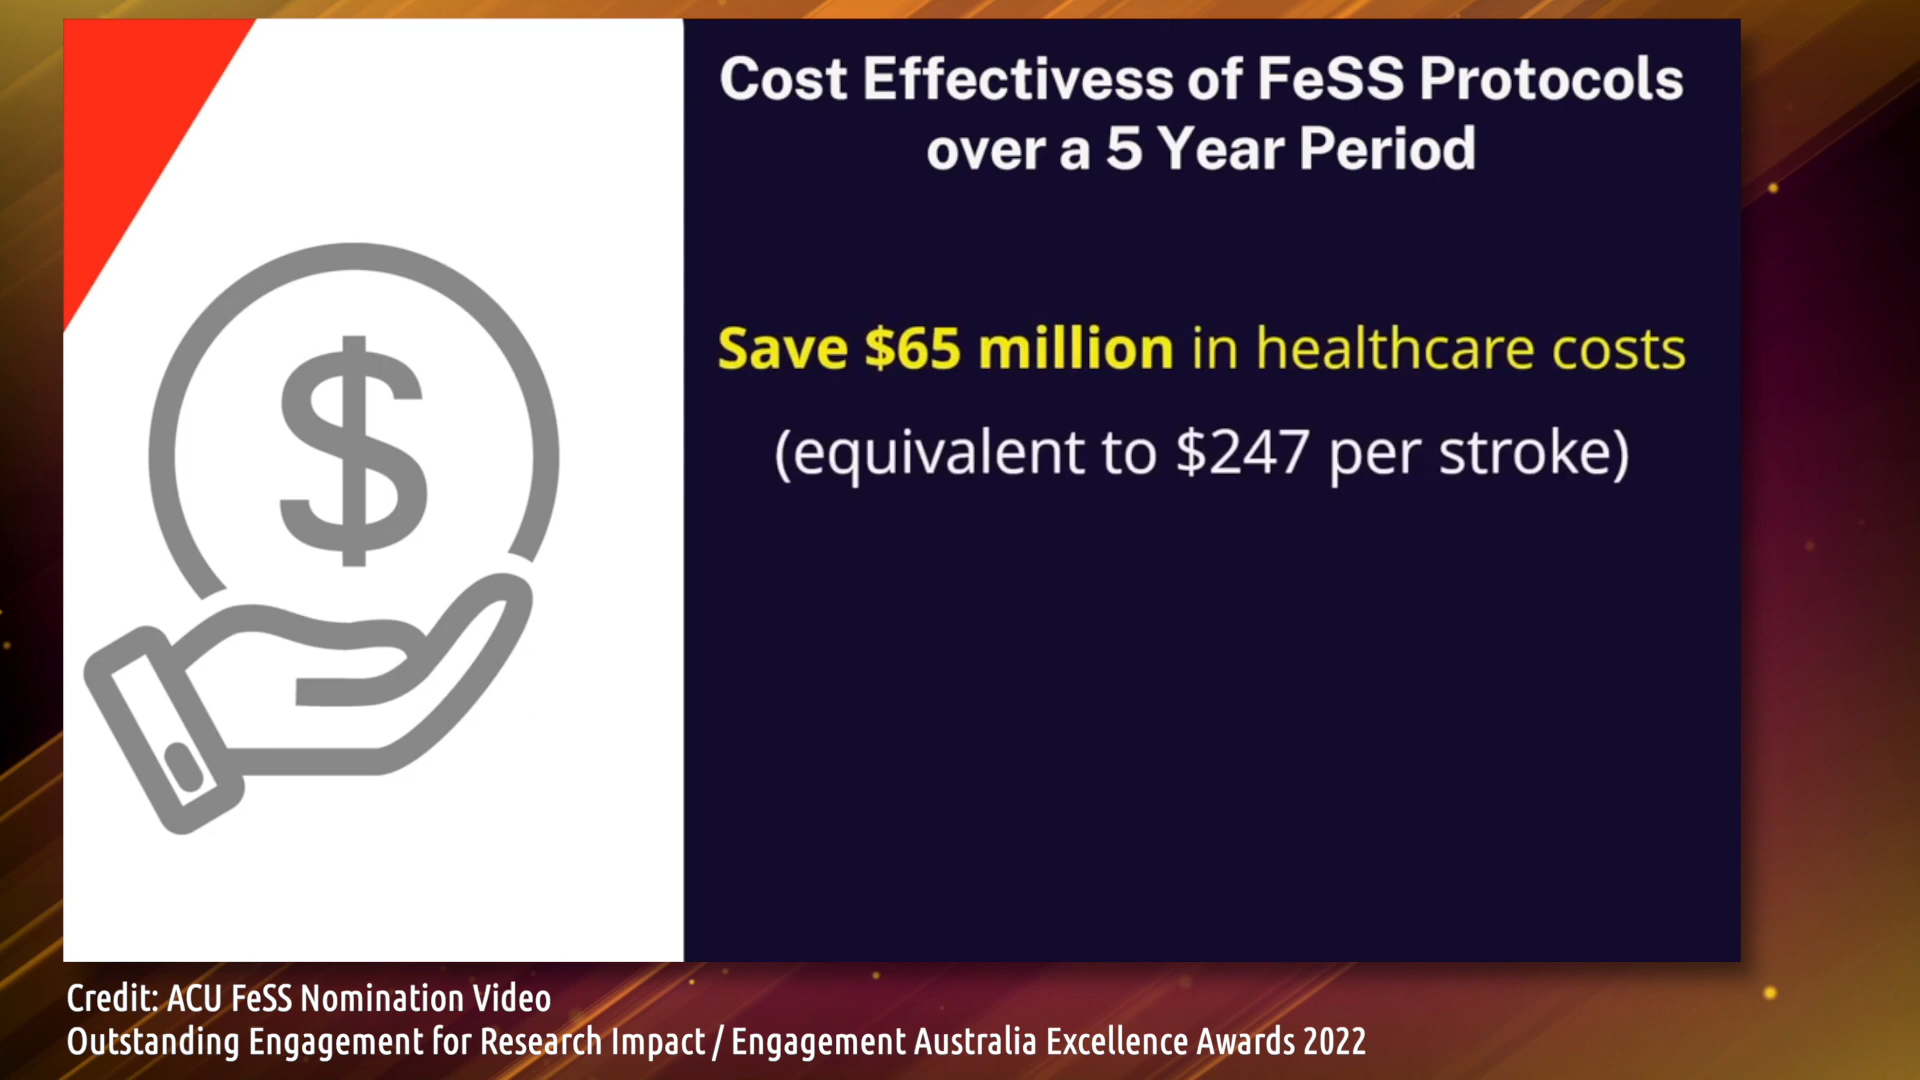 Cost Effectivess of FeSS Protocols
over a 5 Year Period
Save $65 million in healthcare costs
(equivalent to $247 per stroke)
$
Credit: ACU FeSS Nomination Video
Outstanding Engagement for Research Impact / Engagement Australia Excellence Awards 2022